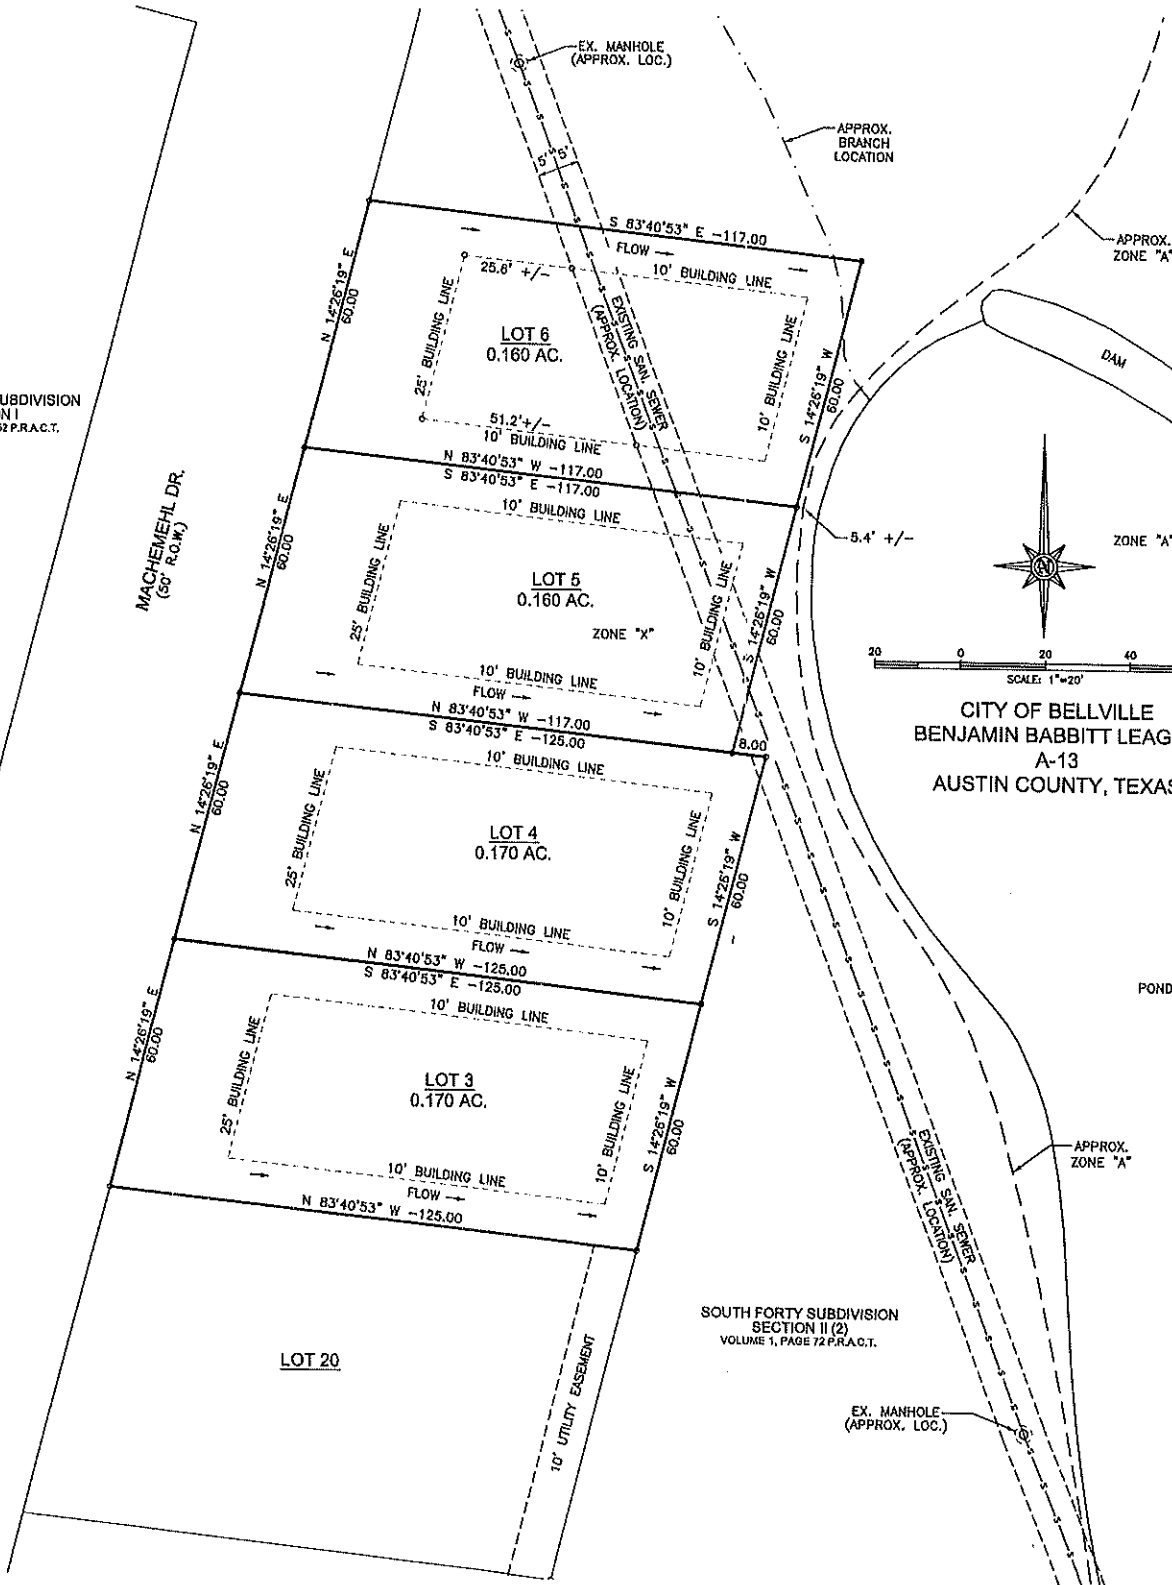 EX. MANHOLE
(APPROX. LOC.)
5' 5'
APPROX.
BRANCH
LOCATION
S 83°40'53" E -117.00
FLOW
10' BUILDING LINE
25.8' +/-
APPROX.
ZONE "A"
N 14°26'19" E
60.00
25' BUILDING LINE
LOT 6
0.160 AC.
EXISTING SAN. SEWER
(APPROX. LOCATION)
10' BUILDING LINE
S 14°26'19" W
60.00
DAM
UBDIVISION
N I
52 P.R.A.C.T.
51.2'+/-
10' BUILDING LINE
N 83°40'53" W -117.00
S 83°40'53" E -117.00
10' BUILDING LINE
MACHEMEHL DR.
(50' R.O.W.)
N 14°26'19" E
60.00
25' BUILDING LINE
LOT 5
0.160 AC.
ZONE "X"
10' BUILDING LINE
S 14°26'19" W
60.00
5.4' +/-
ZONE "A"
20 0 20 40
SCALE: 1"=20'
10' BUILDING LINE
FLOW
N 83°40'53" W -117.00
S 83°40'53" E -125.00
8.00
10' BUILDING LINE
CITY OF BELLVILLE
BENJAMIN BABBITT LEAG
A-13
AUSTIN COUNTY, TEXAS
N 14°26'19" E
60.00
25' BUILDING LINE
LOT 4
0.170 AC.
10' BUILDING LINE
S 14°26'19" W
60.00
10' BUILDING LINE
FLOW
N 83°40'53" W -125.00
S 83°40'53" E -125.00
10' BUILDING LINE
POND
N 14°26'19" E
60.00
25' BUILDING LINE
LOT 3
0.170 AC.
10' BUILDING LINE
S 14°26'19" W
60.00
EXISTING SAN. SEWER
(APPROX. LOCATION)
APPROX.
ZONE "A"
10' BUILDING LINE
FLOW
N 83°40'53" W -125.00
SOUTH FORTY SUBDIVISION
SECTION II (2)
VOLUME 1, PAGE 72 P.R.A.C.T.
LOT 20
10' UTILITY EASEMENT
EX. MANHOLE
(APPROX. LOC.)